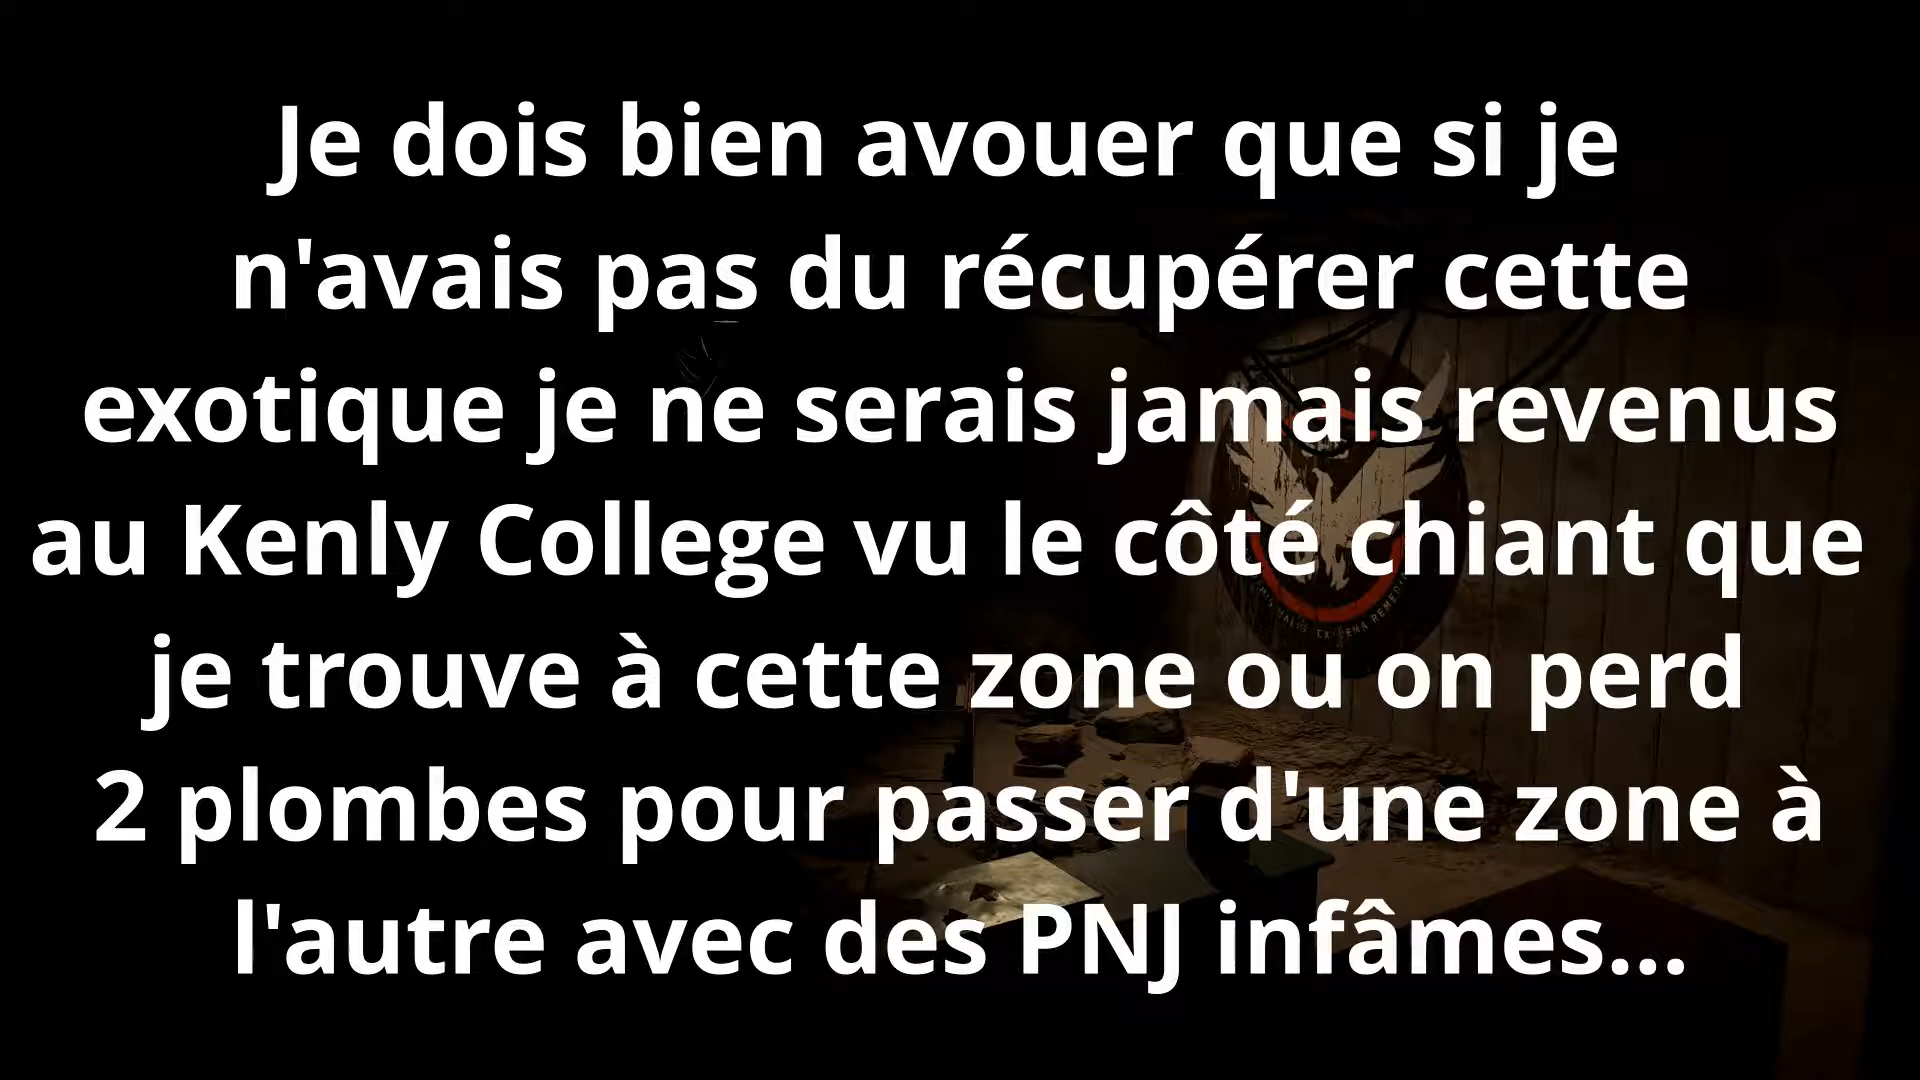 Je dois bien avouer que si je
n'avais pas du récupérer cette
exotique je ne serais jamais revenus
au Kenly College vu le côté chiant que
je trouve à cette zone ou on perd
2 plombes pour passer d'une zone à
l'autre avec des PNJ infâmes...